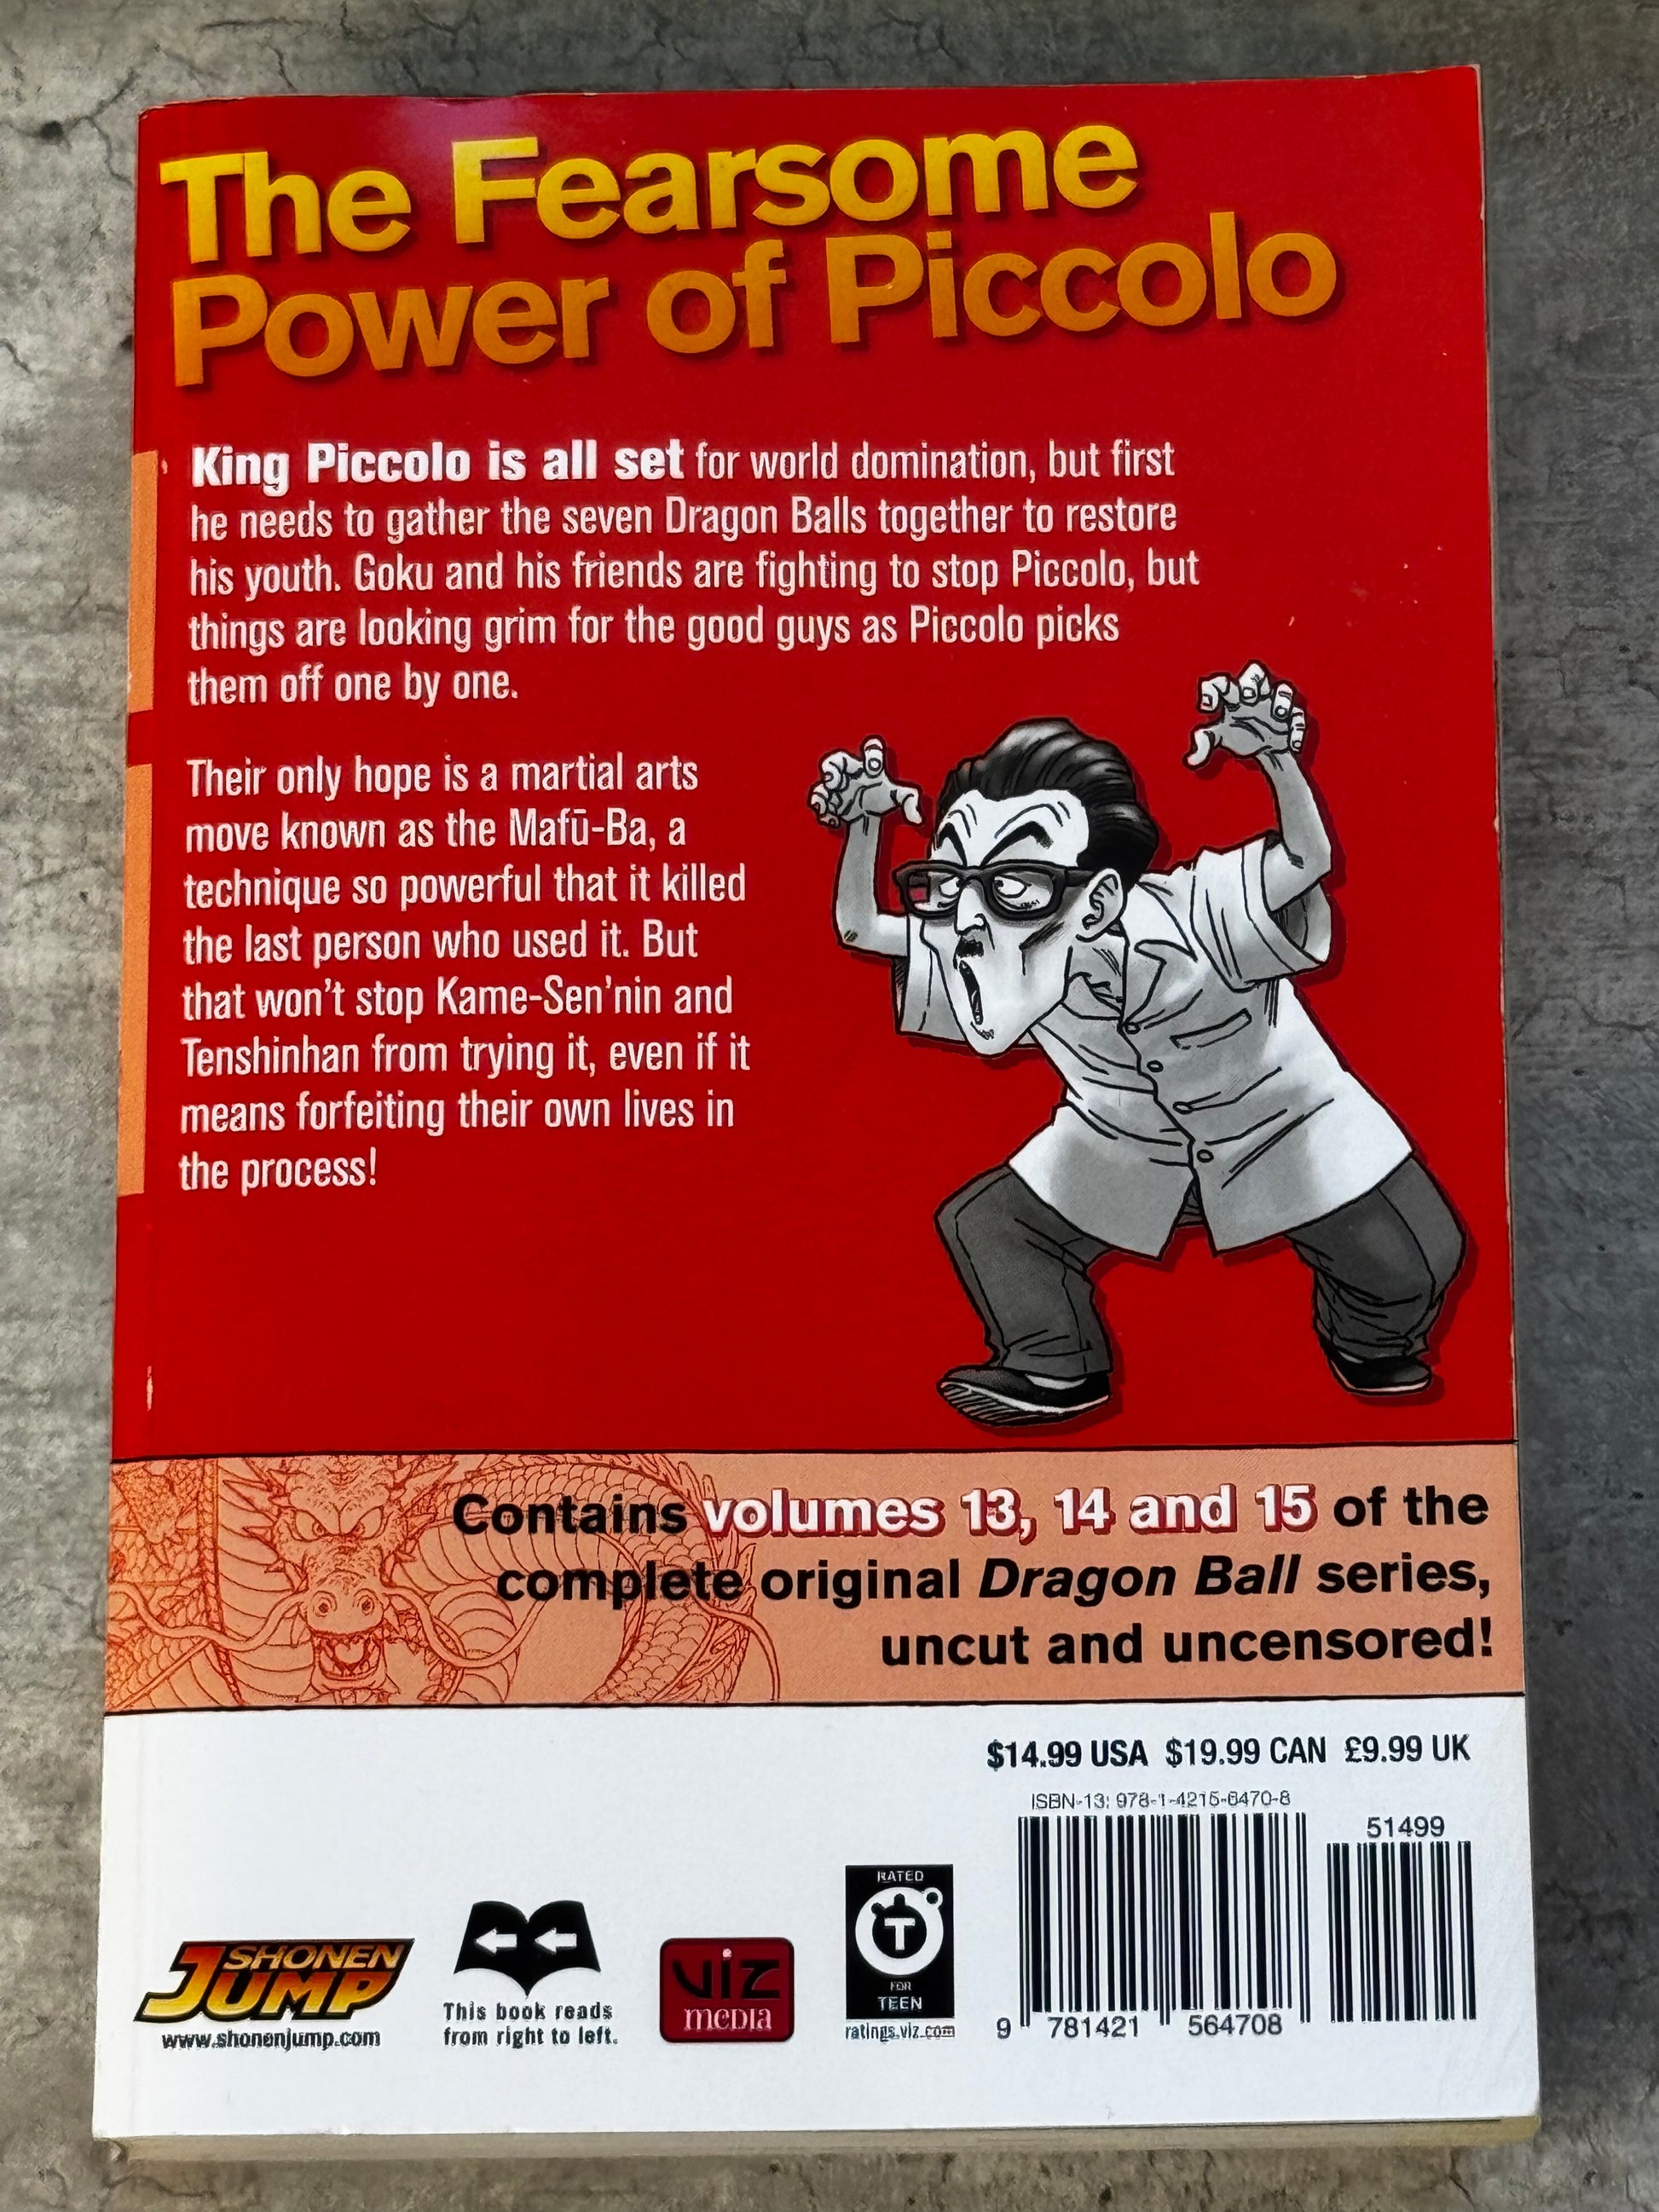 The Fearsome
Power of Piccolo
King Piccolo is all set for world domination, but first
he needs to gather the seven Dragon Balls together to restore
his youth. Goku and his friends are fighting to stop Piccolo, but
things are looking grim for the good guys as Piccolo picks
them off one by one.
Their only hope is a martial arts
move known as the Mafū-Ba, a
technique so powerful that it killed
the last person who used it. But
that won't stop Kame-Sen'nin and
Tenshinhan from trying it, even if it
means forfeiting their own lives in
the process!
Contains volumes 13, 14 and 15 of the
complete original Dragon Ball series,
uncut and uncensored!
$14.99 USA $19.99 CAN £9.99 UK
ISBN-13: 978-1-4215-6470-8
51499
9 781421 564708
SHONEN
JUMP
www.shonenjump.com
This book reads
from right to left.
VIZ
MEDIA
RATED
T
FOR
TEEN
ratings.viz.com